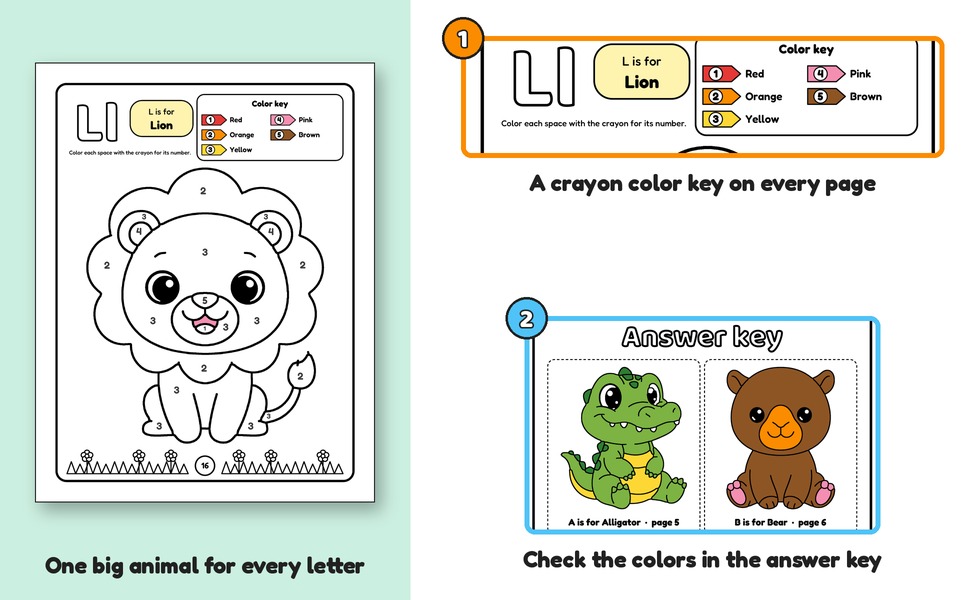 Ll
L is for
Lion
Color each space with the crayon for its number.
Color key
1 Red
2 Orange
3 Yellow
4 Pink
5 Brown
2
3
3
4
4
2
3
2
5
3
1
3
3
2
3
2
3
3
3
16
One big animal for every letter
1
Ll
L is for
Lion
Color each space with the crayon for its number.
Color key
1 Red
2 Orange
3 Yellow
4 Pink
5 Brown
A crayon color key on every page
2
Answer key
A is for Alligator · page 5
B is for Bear · page 6
Check the colors in the answer key